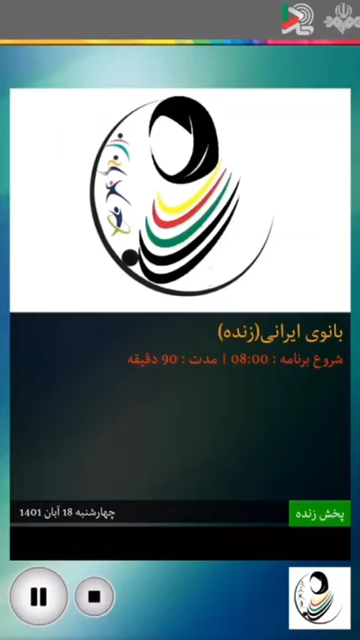 بانوی ایرانی(زنده)
شروع برنامه : 08:00 | مدت : 90 دقیقه
پخش زنده
چهارشنبه 18 آبان 1401